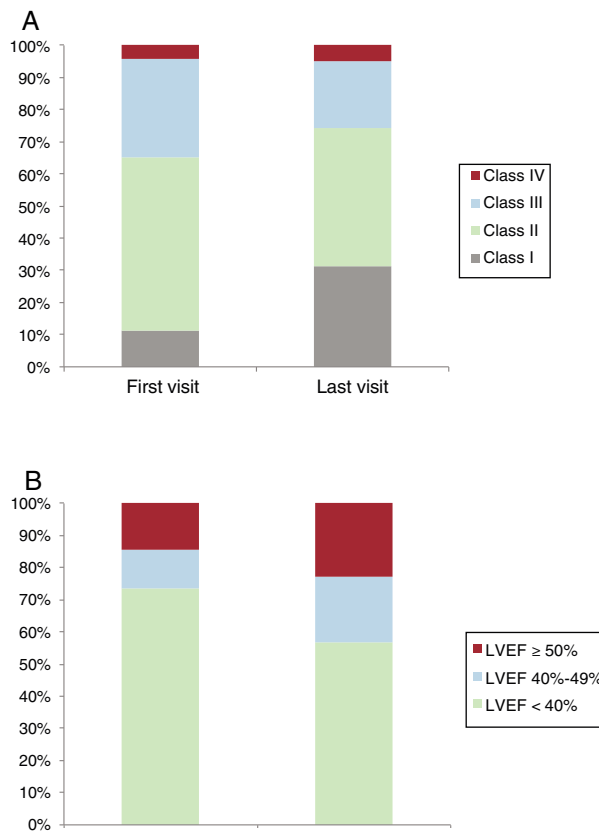 A
100%
90%
80%
70%
60%
50%
40%
30%
20%
10%
0%
First visit
Last visit
Class IV
Class III
Class II
Class I
B
100%
90%
80%
70%
60%
50%
40%
30%
20%
10%
0%
LVEF ≥ 50%
LVEF 40%-49%
LVEF < 40%